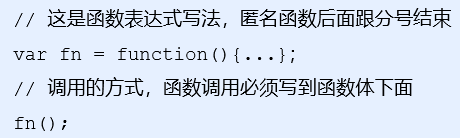 // 这是函数表达式写法，匿名函数后面跟分号结束
var fn = function(){...};
// 调用的方式，函数调用必须写到函数体下面
fn();